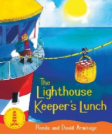 The
Lighthouse
Keeper's Lunch
Ronda and David Armitage